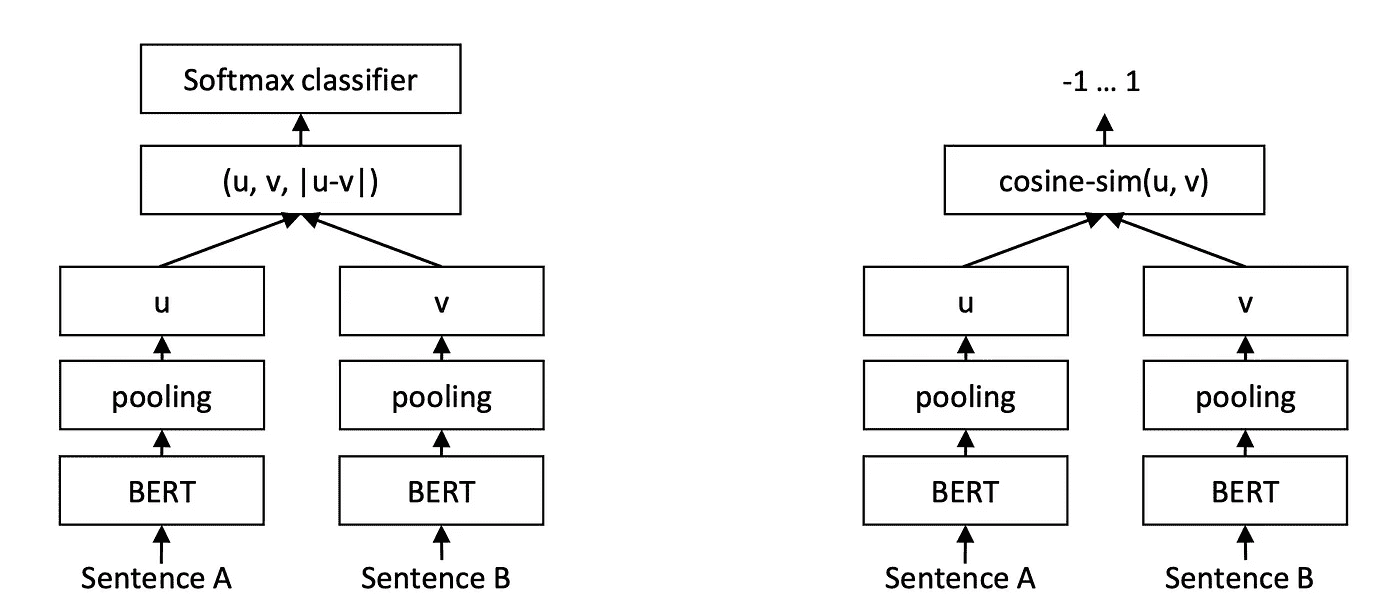 Softmax classifier
(u, v, |u-v|)
u
v
pooling
pooling
BERT
BERT
Sentence A
Sentence B
-1 … 1
cosine-sim(u, v)
u
v
pooling
pooling
BERT
BERT
Sentence A
Sentence B